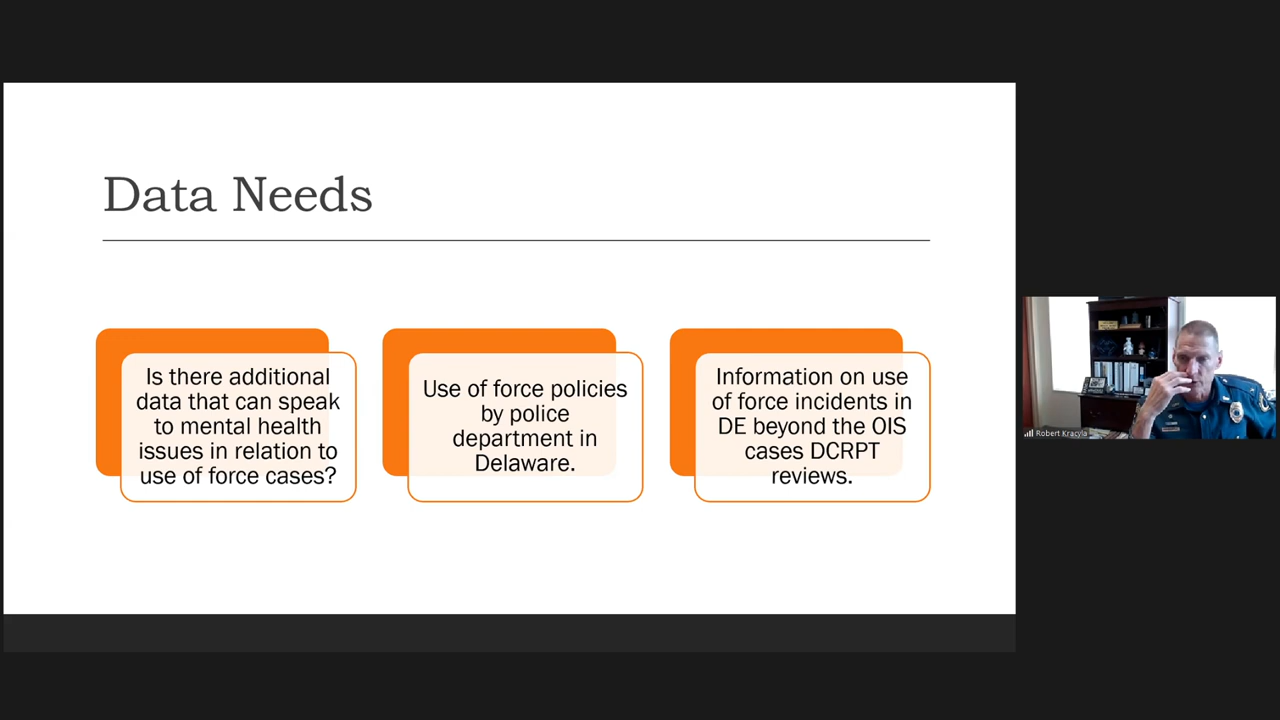 Data Needs
Is there additional
data that can speak
to mental health
issues in relation to
use of force cases?
Use of force policies
by police
department in
Delaware.
Information on use
of force incidents in
DE beyond the OIS
cases DCRPT
reviews.
Robert Kracyla